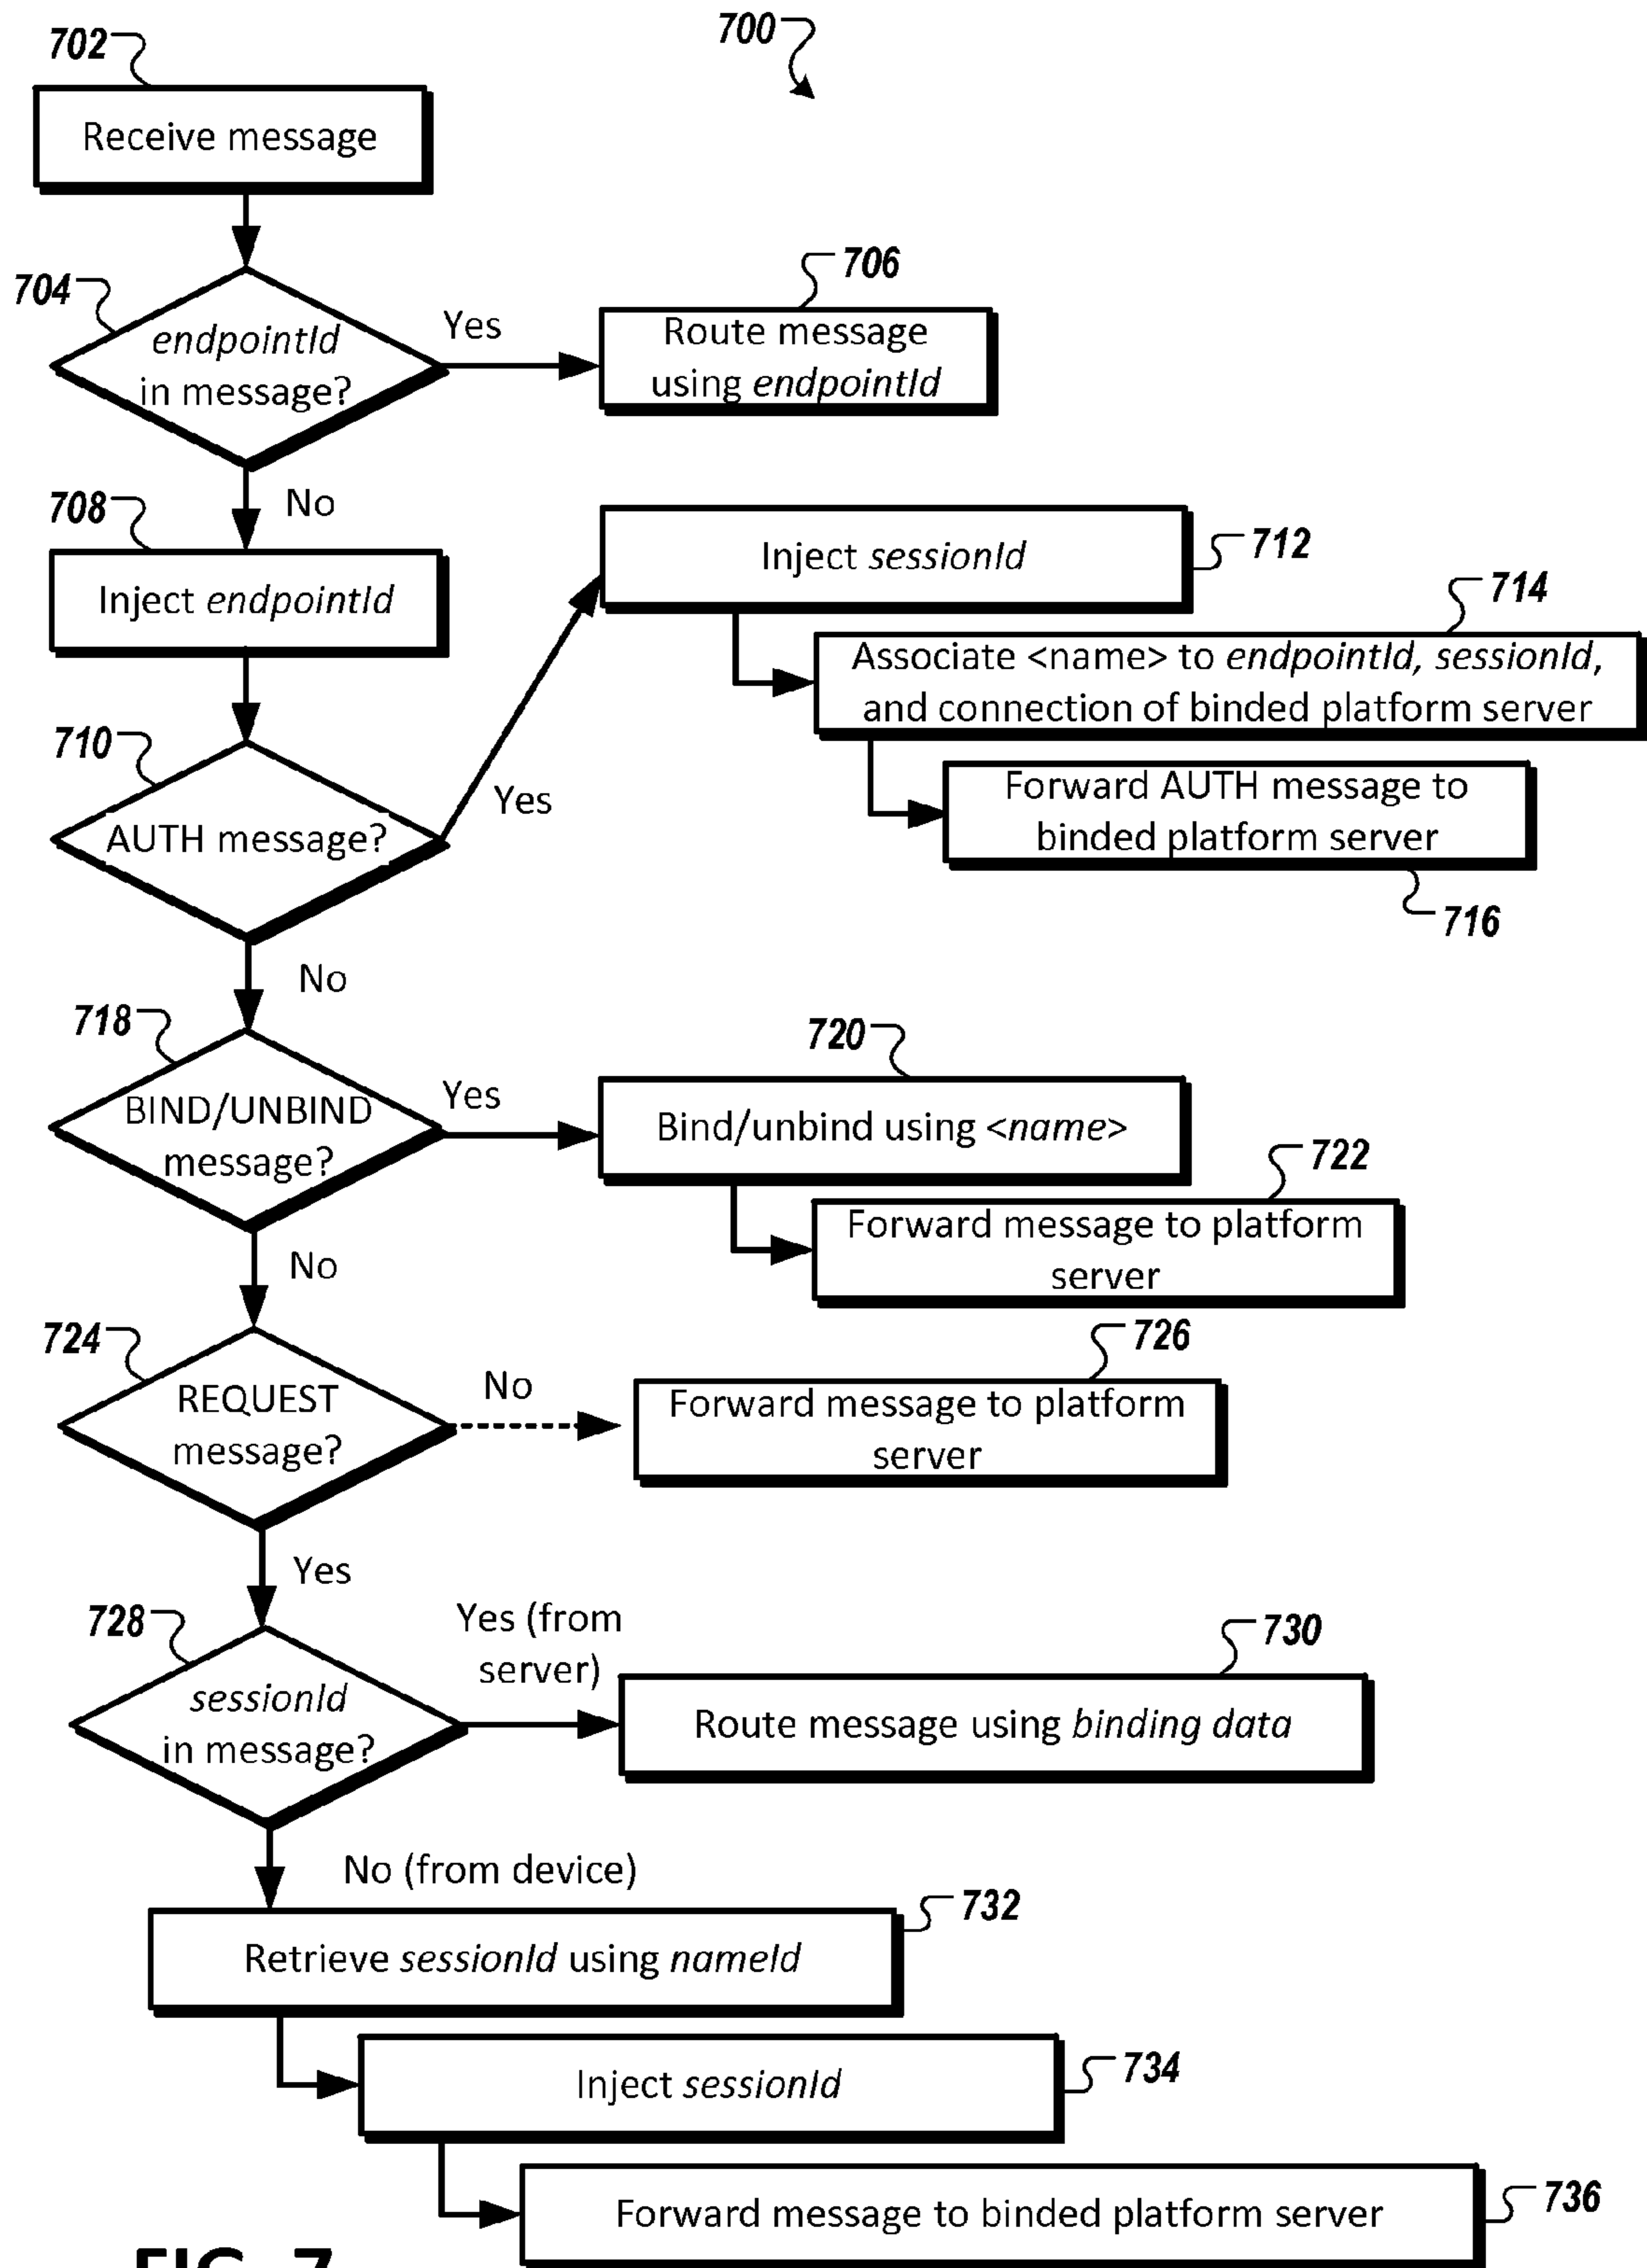 700
702
Receive message
704
endpointId
in message?
Yes
706
Route message
using endpointId
No
708
Inject endpointId
712
Inject sessionId
714
Associate <name> to endpointId, sessionId,
and connection of binded platform server
710
AUTH message?
Yes
Forward AUTH message to
binded platform server
716
No
718
BIND/UNBIND
message?
Yes
720
Bind/unbind using <name>
722
Forward message to platform
server
No
724
REQUEST
message?
No
726
Forward message to platform
server
Yes
728
sessionId
in message?
Yes (from
server)
730
Route message using binding data
No (from device)
732
Retrieve sessionId using nameId
734
Inject sessionId
736
Forward message to binded platform server
FIG. 7